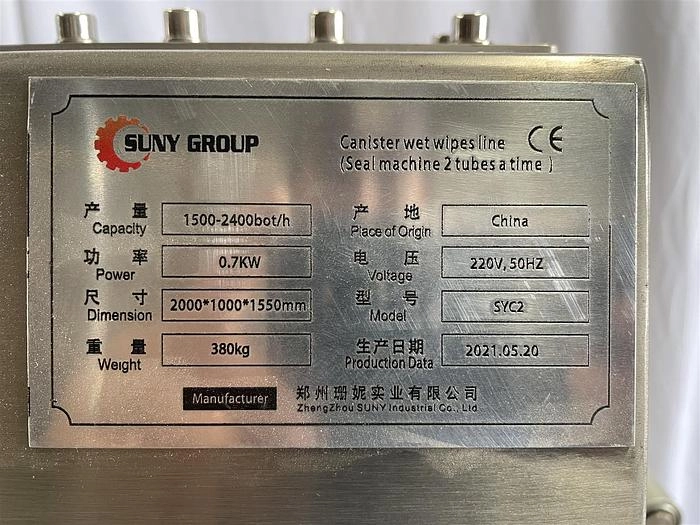 SUNY GROUP
Canister wet wipes line CE
(Seal machine 2 tubes a time )
产 量 1500-2400bot/h 产 地 China
Capacity Place of Origin
功 率 0.7KW 电 压 220V, 50HZ
Power Voltage
尺 寸 2000*1000*1550mm 型 号 SYC2
Dimension Model
重 量 380kg 生产日期 2021.05.20
Weight Production Data
Manufacturer 郑州珊妮实业有限公司
ZhengZhou SUNY Industrial Co., Ltd